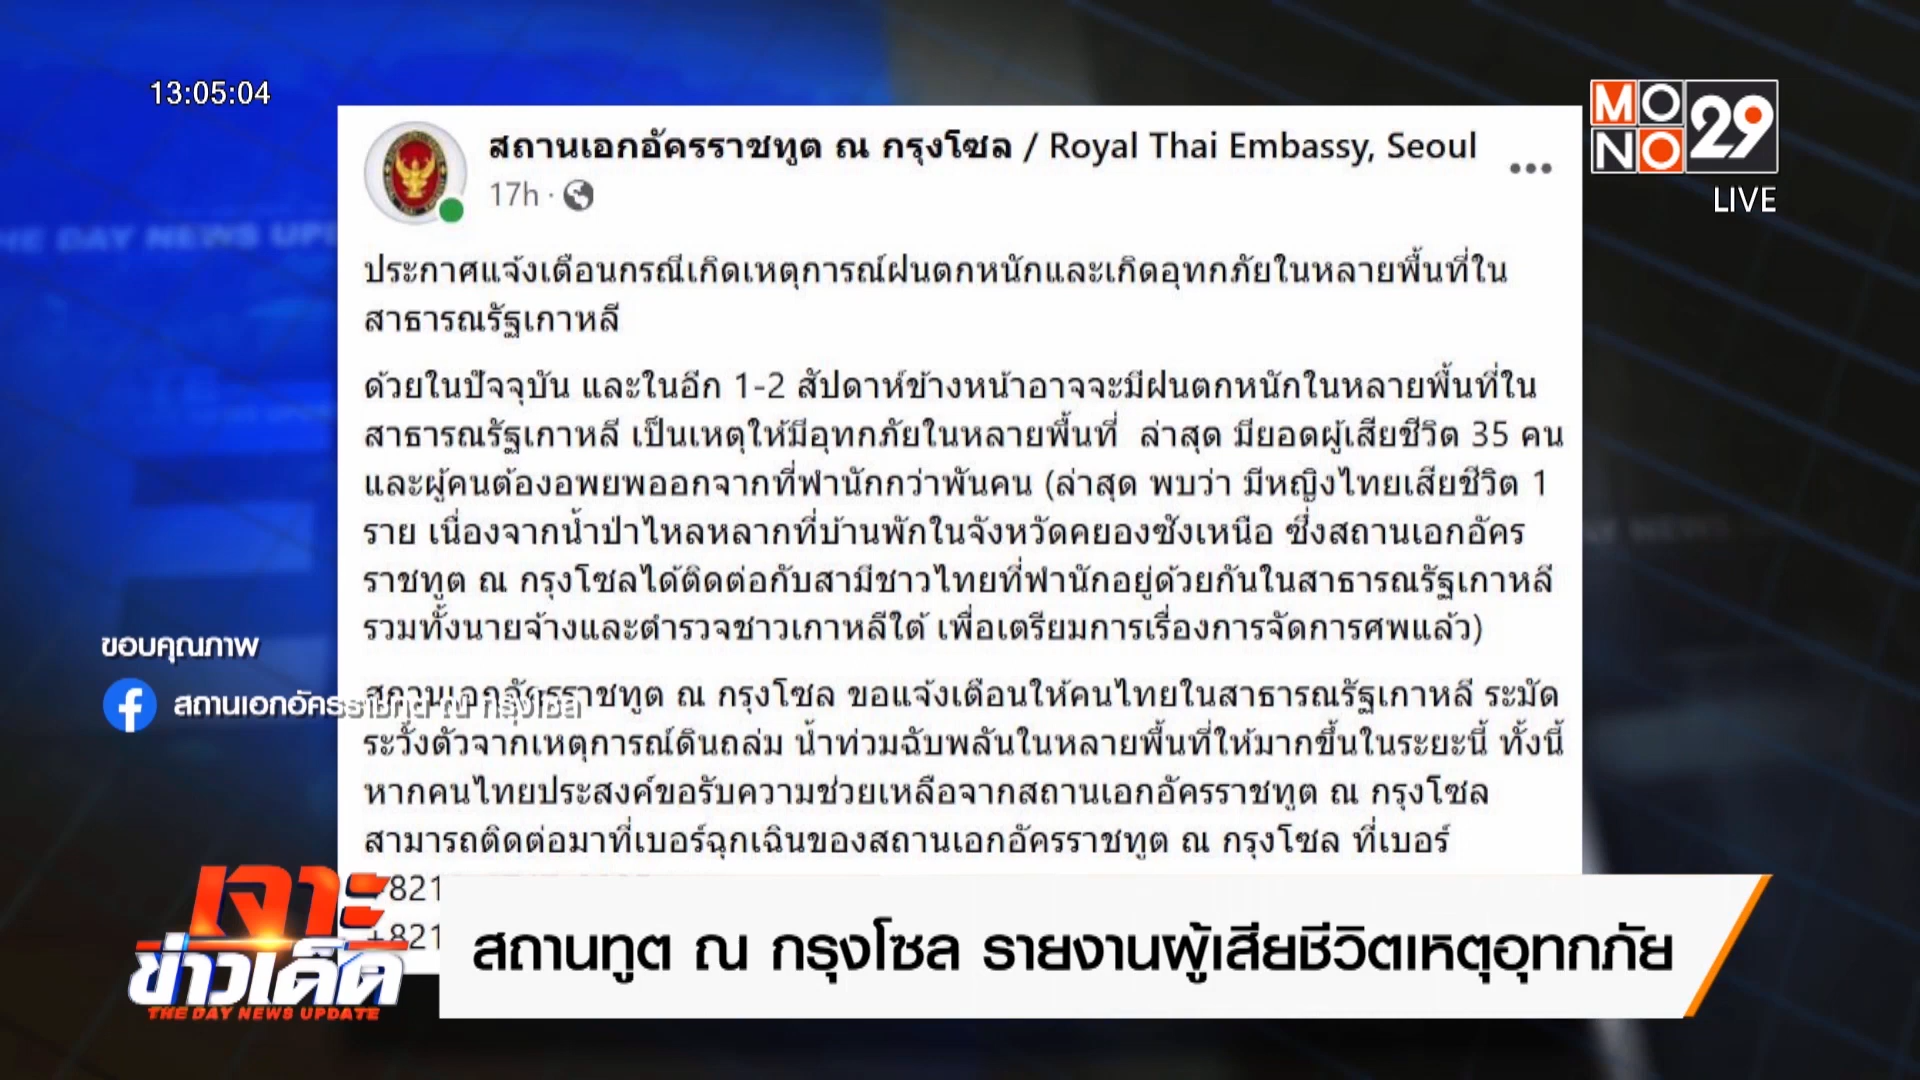 13:05:04
MONO 29
LIVE
สถานเอกอัครราชทูต ณ กรุงโซล / Royal Thai Embassy, Seoul
17h
ประกาศแจ้งเตือนกรณีเกิดเหตุการณ์ฝนตกหนักและเกิดอุทกภัยในหลายพื้นที่ใน
สาธารณรัฐเกาหลี
ด้วยในปัจจุบัน และในอีก 1-2 สัปดาห์ข้างหน้าอาจจะมีฝนตกหนักในหลายพื้นที่ใน
สาธารณรัฐเกาหลี เป็นเหตุให้มีอุทกภัยในหลายพื้นที่ ล่าสุด มียอดผู้เสียชีวิต 35 คน
และผู้คนต้องอพยพออกจากที่พำนักกว่าพันคน (ล่าสุด พบว่า มีหญิงไทยเสียชีวิต 1
ราย เนื่องจากน้ำป่าไหลหลากที่บ้านพักในจังหวัดคยองซังเหนือ ซึ่งสถานเอกอัคร
ราชทูต ณ กรุงโซลได้ติดต่อกับสามีชาวไทยที่พำนักอยู่ด้วยกันในสาธารณรัฐเกาหลี
รวมทั้งนายจ้างและตำรวจชาวเกาหลีใต้ เพื่อเตรียมการเรื่องการจัดการศพแล้ว)
สถานเอกอัครราชทูต ณ กรุงโซล ขอแจ้งเตือนให้คนไทยในสาธารณรัฐเกาหลี ระมัด
ระวังตัวจากเหตุการณ์ดินถล่ม น้ำท่วมฉับพลันในหลายพื้นที่ให้มากขึ้นในระยะนี้ ทั้งนี้
หากคนไทยประสงค์ขอรับความช่วยเหลือจากสถานเอกอัครราชทูต ณ กรุงโซล
สามารถติดต่อมาที่เบอร์ฉุกเฉินของสถานเอกอัครราชทูต ณ กรุงโซล ที่เบอร์
+821
+821
ขอบคุณภาพ
สถานเอกอัครราชทูต ณ กรุงโซล
เจาะ
ข่าวเด็ด
THE DAY NEWS UPDATE
สถานทูต ณ กรุงโซล รายงานผู้เสียชีวิตเหตุอุทกภัย